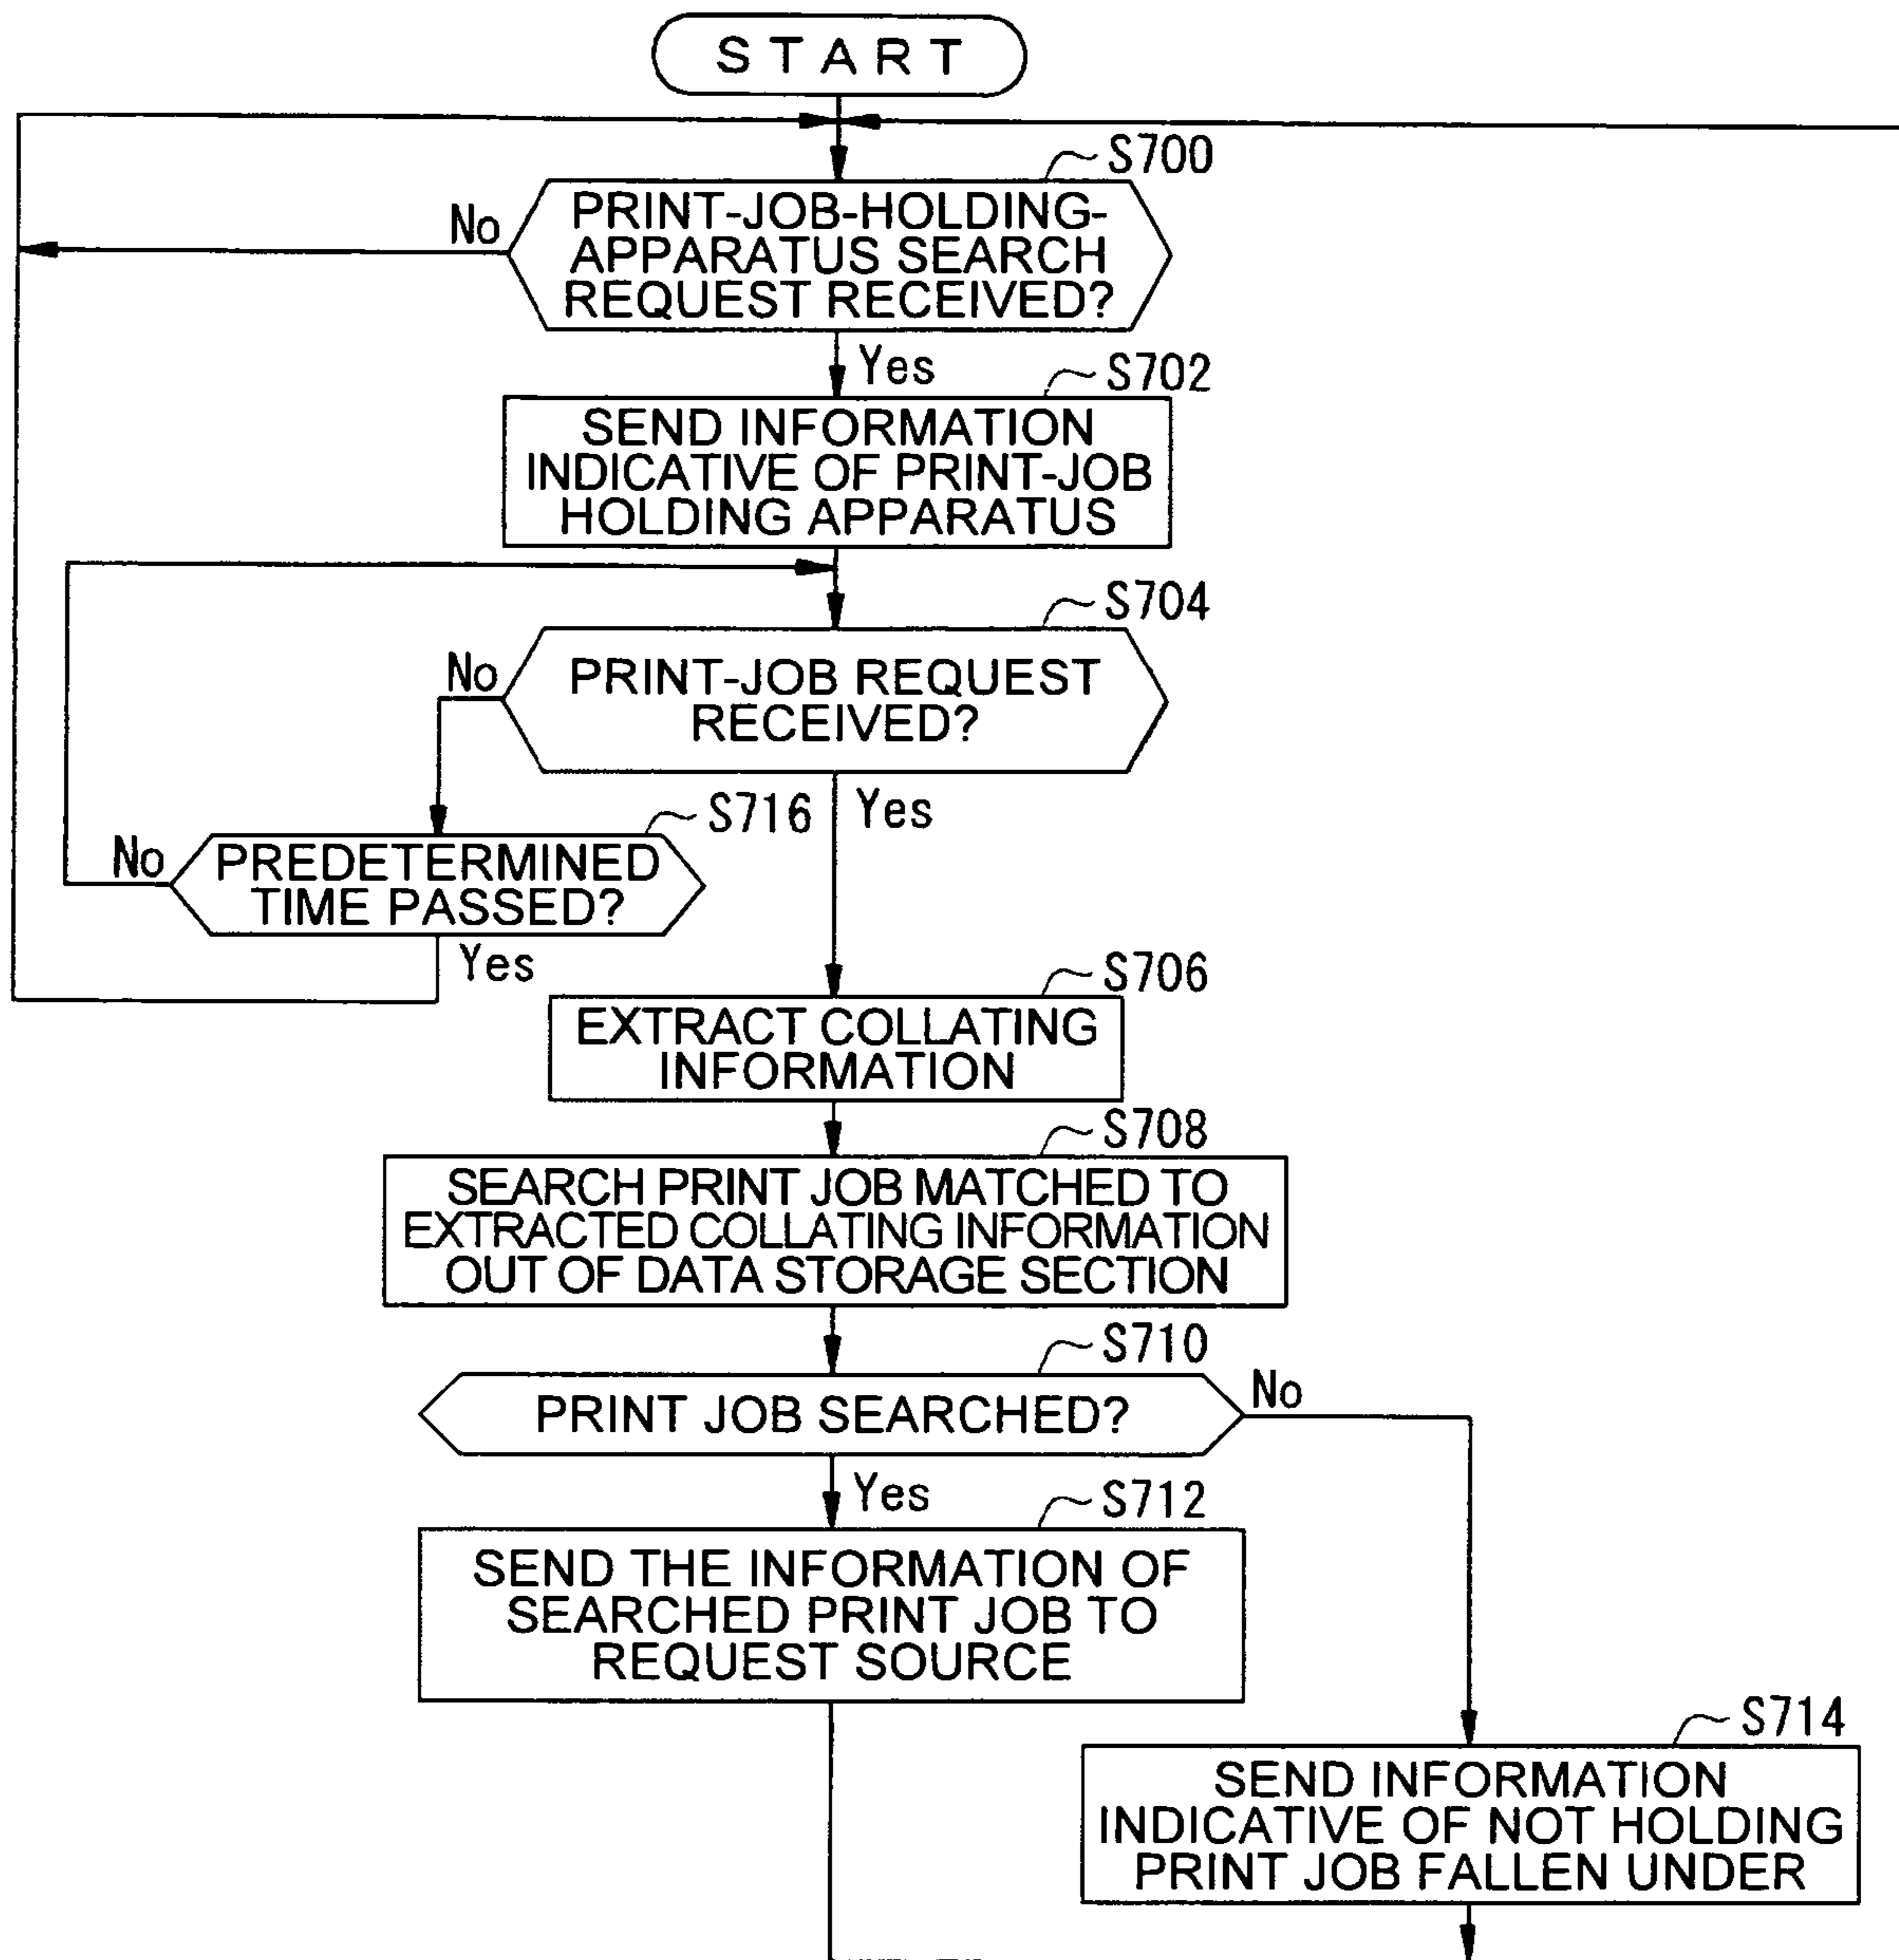 START
S700
No
PRINT-JOB-HOLDING-
APPARATUS SEARCH
REQUEST RECEIVED?
Yes
S702
SEND INFORMATION
INDICATIVE OF PRINT-JOB
HOLDING APPARATUS
S704
No
PRINT-JOB REQUEST
RECEIVED?
S716
Yes
No
PREDETERMINED
TIME PASSED?
Yes
S706
EXTRACT COLLATING
INFORMATION
S708
SEARCH PRINT JOB MATCHED TO
EXTRACTED COLLATING INFORMATION
OUT OF DATA STORAGE SECTION
S710
No
PRINT JOB SEARCHED?
Yes
S712
SEND THE INFORMATION OF
SEARCHED PRINT JOB TO
REQUEST SOURCE
S714
SEND INFORMATION
INDICATIVE OF NOT HOLDING
PRINT JOB FALLEN UNDER